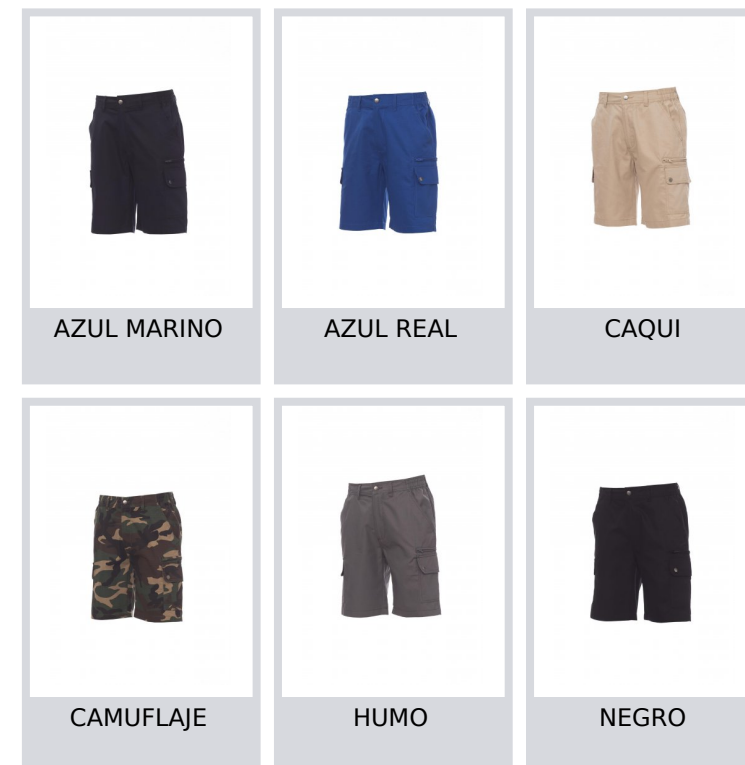 AZUL MARINO
AZUL REAL
CAQUI
CAMUFLAJE
HUMO
NEGRO